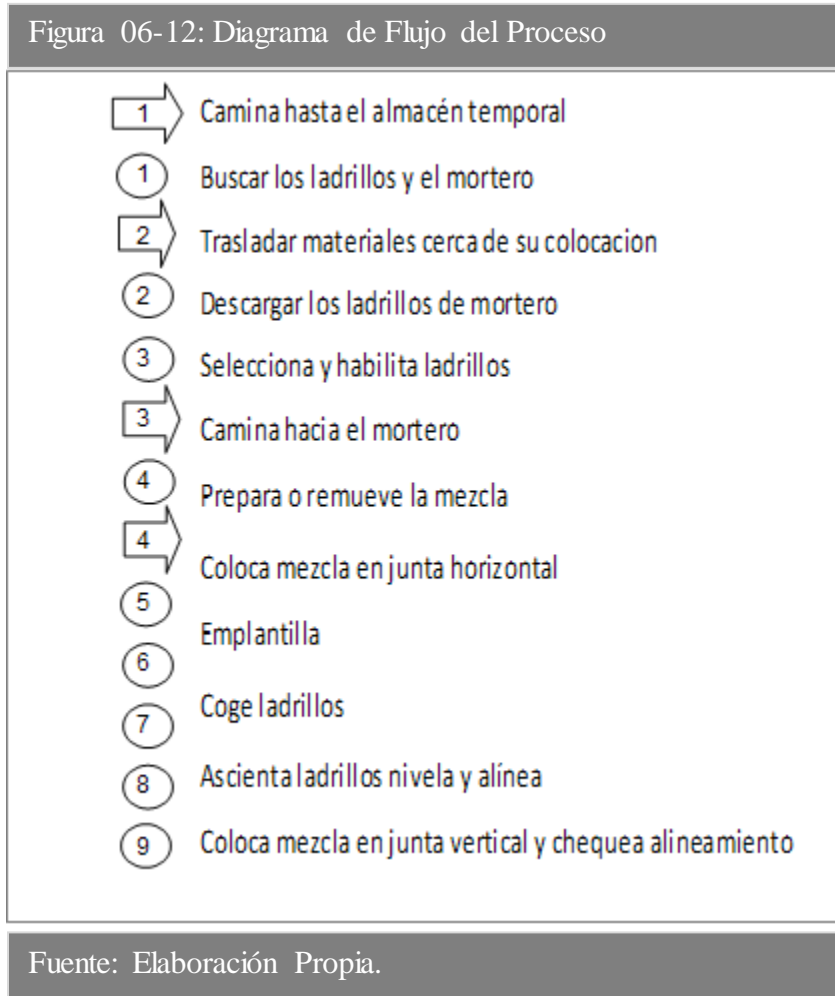 Figura 06-12: Diagrama de Flujo del Proceso
1 Camina hasta el almacén temporal
1 Buscar los ladrillos y el mortero
2 Trasladar materiales cerca de su colocacion
2 Descargar los ladrillos de mortero
3 Selecciona y habilita ladrillos
3 Camina hacia el mortero
4 Prepara o remueve la mezcla
4
Coloca mezcla en junta horizontal
5
Emplantilla
6
Coge ladrillos
7
8 Ascienta ladrillos nivela y alínea
9 Coloca mezcla en junta vertical y chequea alineamiento
Fuente: Elaboración Propia.